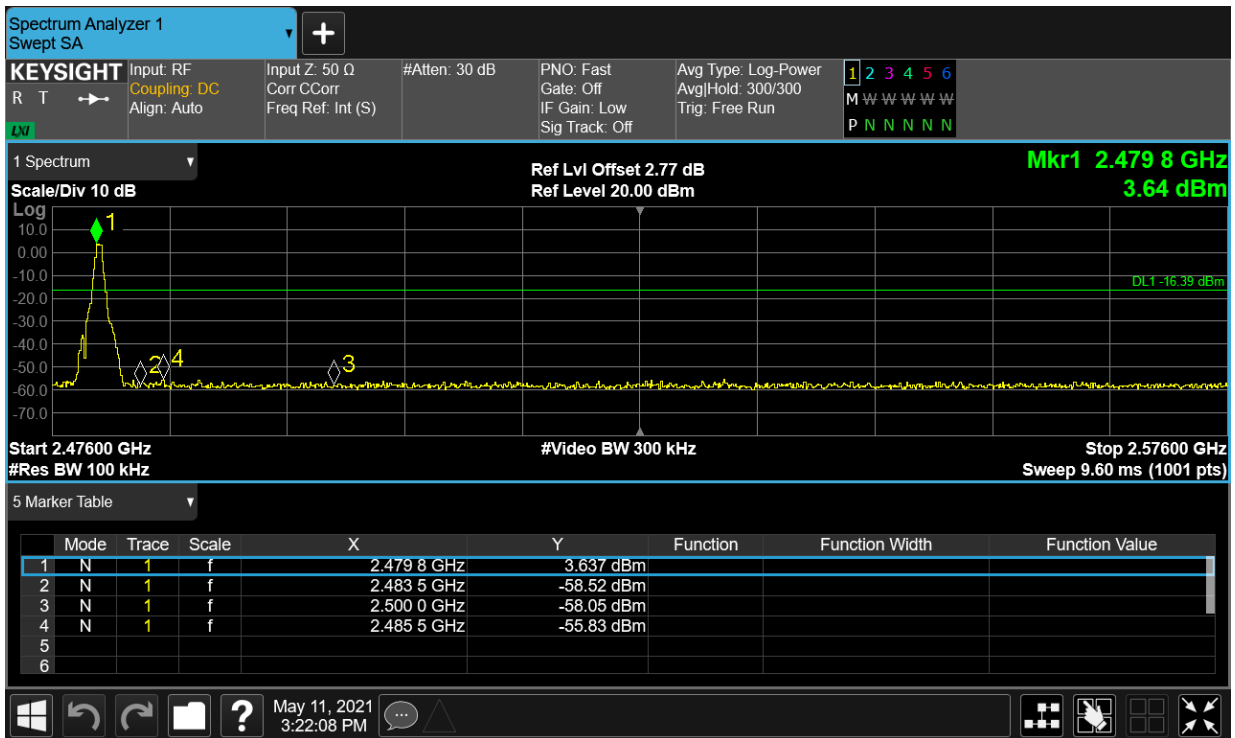 Spectrum Analyzer 1
Swept SA
+
KEYSIGHT
R T
LXI
Input: RF
Coupling: DC
Align: Auto
Input Z: 50 Ω
Corr CCorr
Freq Ref: Int (S)
#Atten: 30 dB
PNO: Fast
Gate: Off
IF Gain: Low
Sig Track: Off
Avg Type: Log-Power
Avg|Hold: 300/300
Trig: Free Run
1 2 3 4 5 6
M W W W W W
P N N N N N
1 Spectrum
Scale/Div 10 dB
Ref Lvl Offset 2.77 dB
Ref Level 20.00 dBm
Mkr1 2.479 8 GHz
3.64 dBm
Log
10.0
0.00
-10.0
-20.0
-30.0
-40.0
-50.0
-60.0
-70.0
1
DL1 -16.39 dBm
2 4 3
Start 2.47600 GHz #Video BW 300 kHz Stop 2.57600 GHz
#Res BW 100 kHz Sweep 9.60 ms (1001 pts)
5 Marker Table
Mode Trace Scale X Y Function Function Width Function Value
1 N 1 f 2.479 8 GHz 3.637 dBm
2 N 1 f 2.483 5 GHz -58.52 dBm
3 N 1 f 2.500 0 GHz -58.05 dBm
4 N 1 f 2.485 5 GHz -55.83 dBm
5
6
?
May 11, 2021
3:22:08 PM